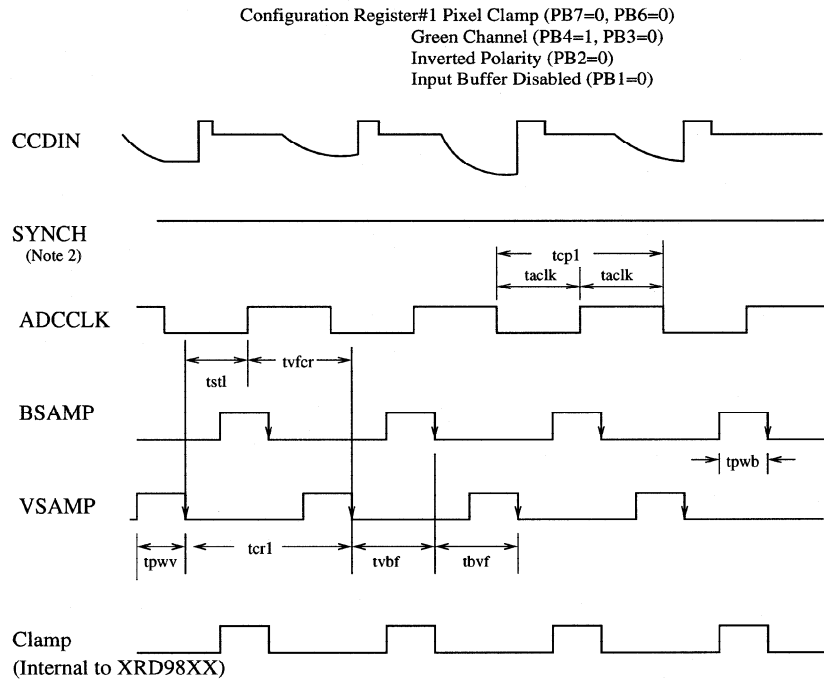 Configuration Register#1 Pixel Clamp (PB7=0, PB6=0)
Green Channel (PB4=1, PB3=0)
Inverted Polarity (PB2=0)
Input Buffer Disabled (PB1=0)
CCDIN
SYNCH
(Note 2)
tcp1
taclk taclk
ADCCLK
tstl tvfcr
BSAMP
tpwb
VSAMP
tpwv tcr1 tvbf tbvf
Clamp
(Internal to XRD98XX)